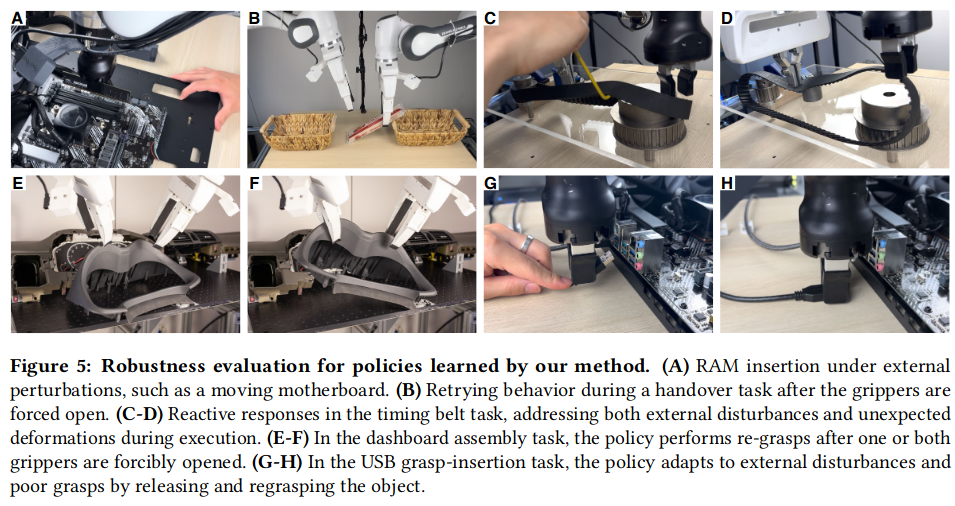 A
B
C
D
E
F
G
H
Figure 5: Robustness evaluation for policies learned by our method. (A) RAM insertion under external
perturbations, such as a moving motherboard. (B) Retrying behavior during a handover task after the grippers are
forced open. (C-D) Reactive responses in the timing belt task, addressing both external disturbances and unexpected
deformations during execution. (E-F) In the dashboard assembly task, the policy performs re-grasps after one or both
grippers are forcibly opened. (G-H) In the USB grasp-insertion task, the policy adapts to external disturbances and
poor grasps by releasing and regrasping the object.